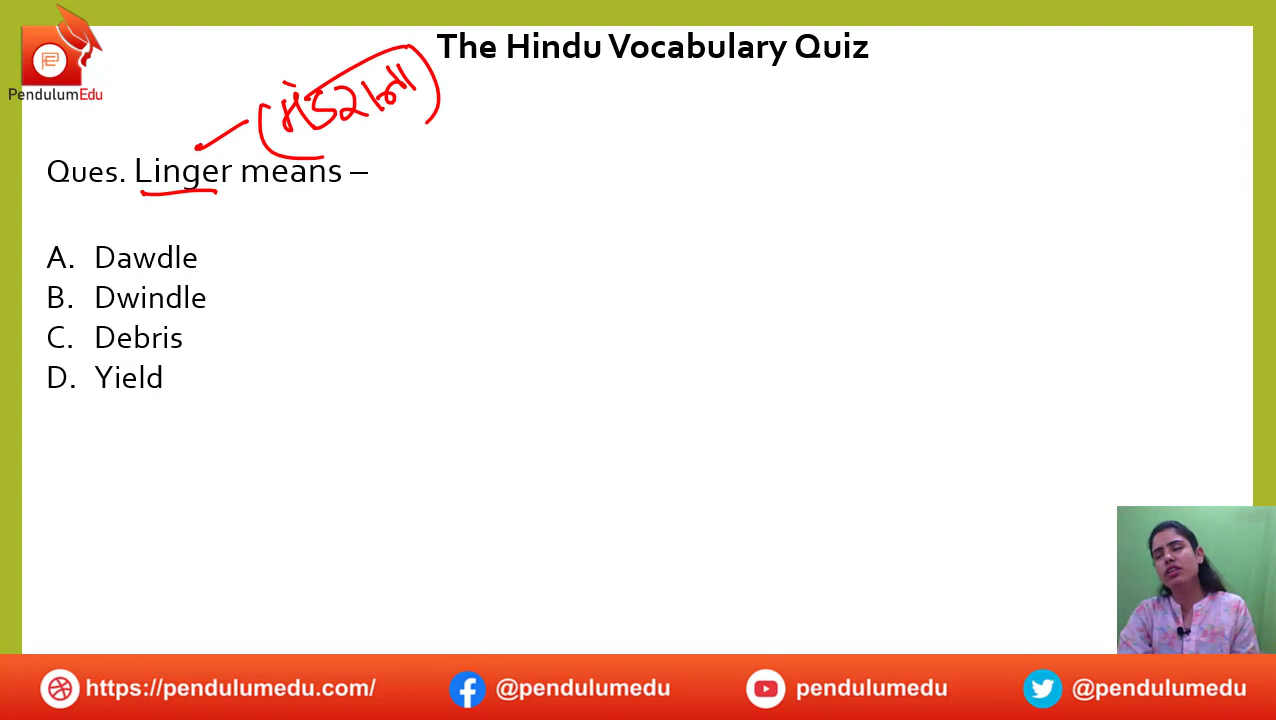 The Hindu Vocabulary Quiz
PendulumEdu
(मंडराना)
Ques. Linger means –
A. Dawdle
B. Dwindle
C. Debris
D. Yield
https://pendulumedu.com/
@pendulumedu
pendulumedu
@pendulumedu